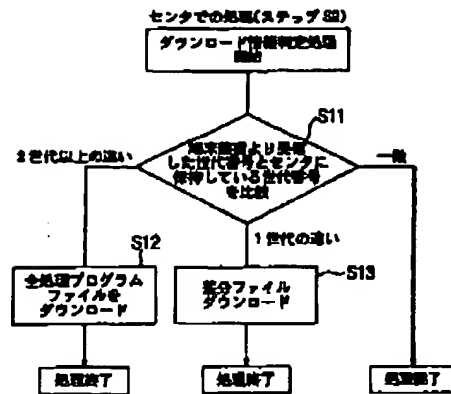 センタでの処理(ステップS2)
ダウンロード情報判定処理
開始
S11
端末装置より受信
した世代番号とセンタに
保持している世代番号
を比較
2世代以上の違い
一致
1世代の違い
S12
全処理プログラム
ファイルを
ダウンロード
S13
差分ファイル
ダウンロード
処理終了
処理終了
処理終了